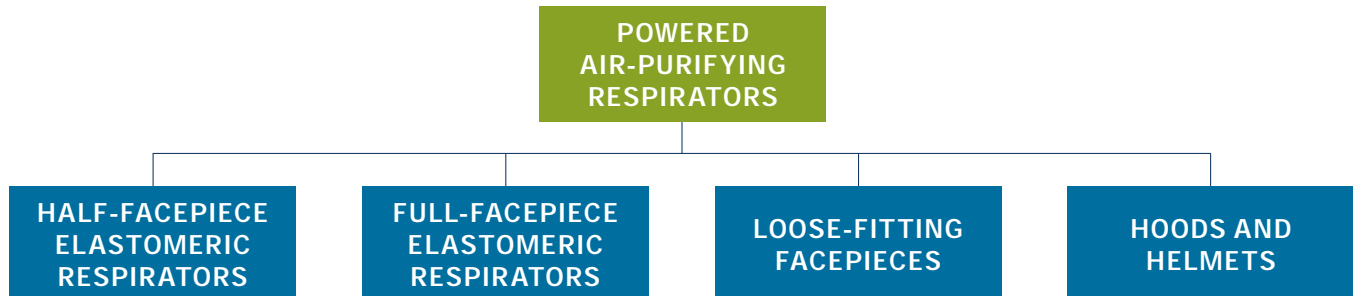 POWERED
AIR-PURIFYING
RESPIRATORS
HALF-FACEPIECE
ELASTOMERIC
RESPIRATORS
FULL-FACEPIECE
ELASTOMERIC
RESPIRATORS
LOOSE-FITTING
FACEPIECES
HOODS AND
HELMETS